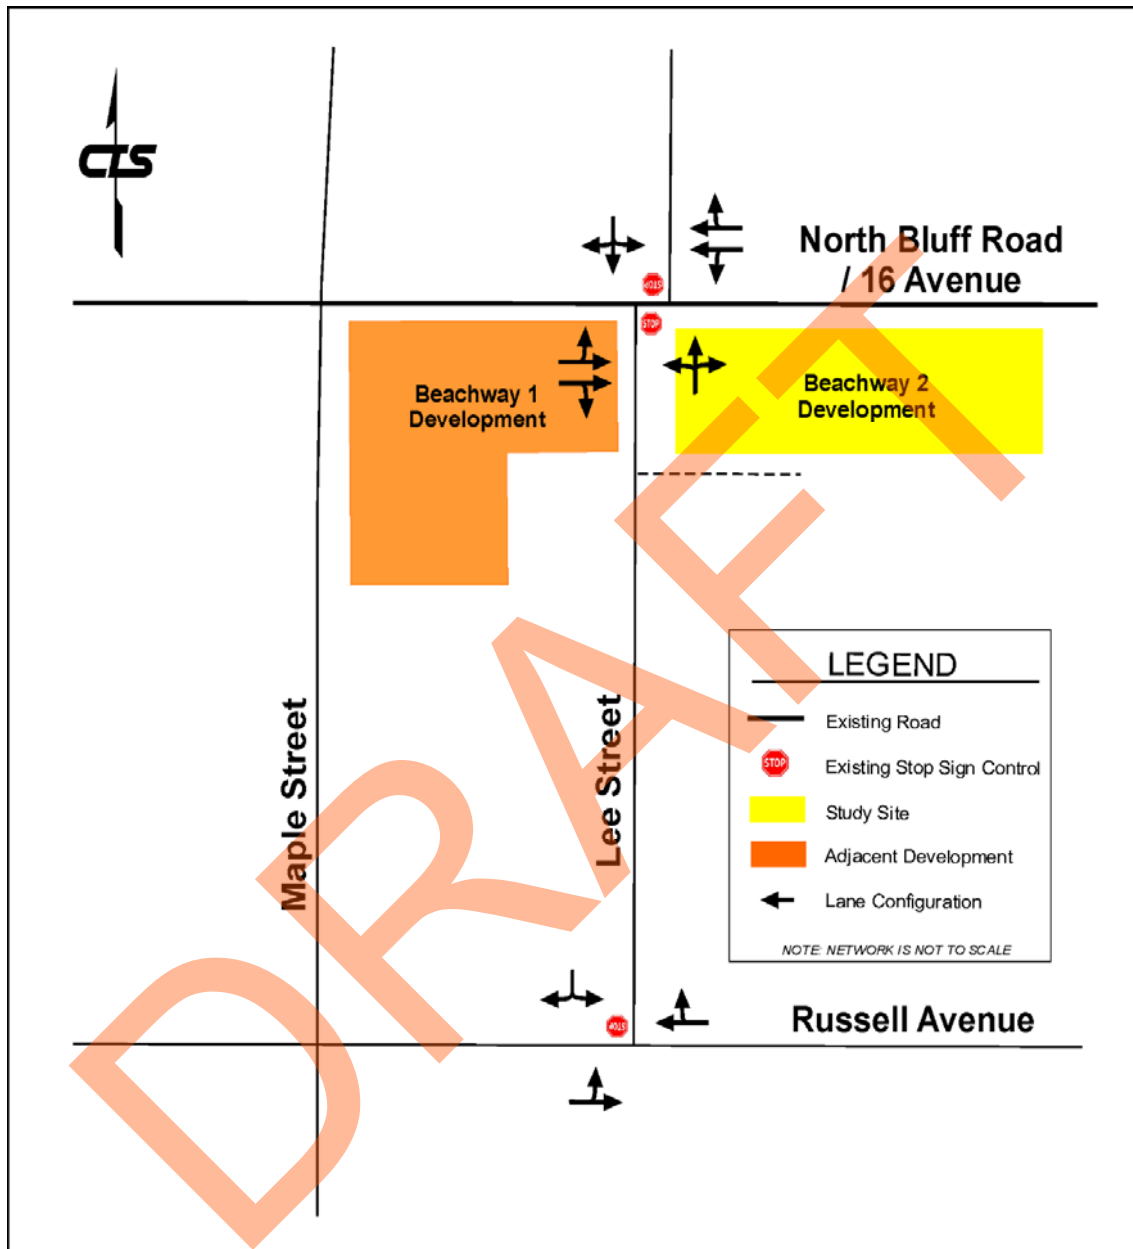 CTS
North Bluff Road
/ 16 Avenue
STOP
STOP
Beachway 1
Development
Beachway 2
Development
Maple Street
Lee Street
LEGEND
Existing Road
STOP
Existing Stop Sign Control
Study Site
Adjacent Development
Lane Configuration
NOTE: NETWORK IS NOT TO SCALE
STOP
Russell Avenue
DRAFT